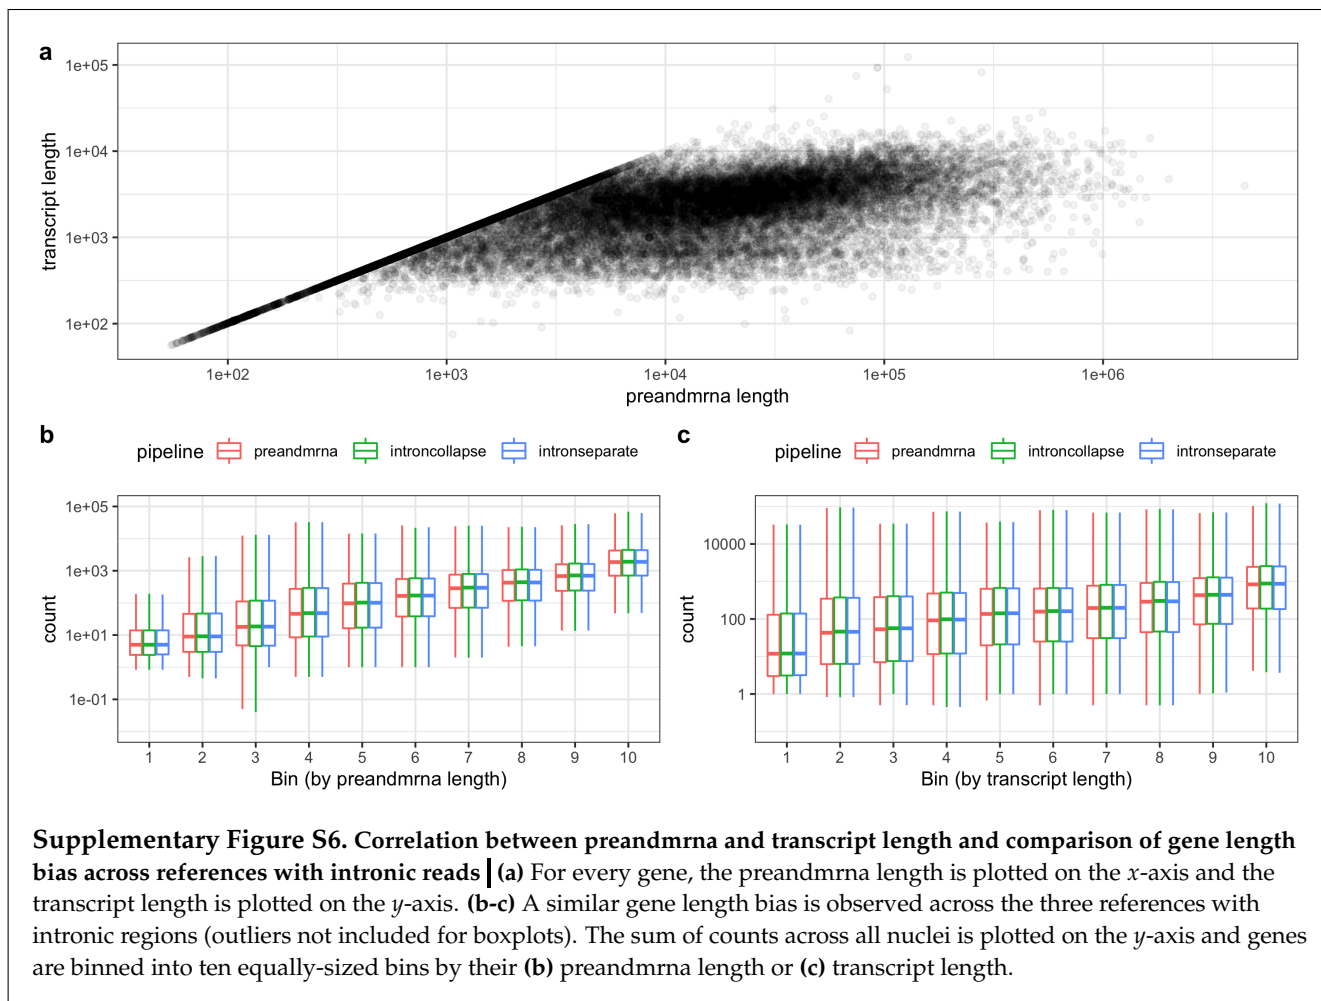 a
1e+05
1e+04
1e+03
1e+02
transcript length
1e+02 1e+03 1e+04 1e+05 1e+06
preandmrna length
b
pipeline preandmrna introncollapse intronseparate
1e+05
1e+03
1e+01
1e-01
count
1 2 3 4 5 6 7 8 9 10
Bin (by preandmrna length)
c
pipeline preandmrna introncollapse intronseparate
10000
100
1
count
1 2 3 4 5 6 7 8 9 10
Bin (by transcript length)
Supplementary Figure S6. Correlation between preandmrna and transcript length and comparison of gene length
bias across references with intronic reads | (a) For every gene, the preandmrna length is plotted on the x-axis and the
transcript length is plotted on the y-axis. (b-c) A similar gene length bias is observed across the three references with
intronic regions (outliers not included for boxplots). The sum of counts across all nuclei is plotted on the y-axis and genes
are binned into ten equally-sized bins by their (b) preandmrna length or (c) transcript length.